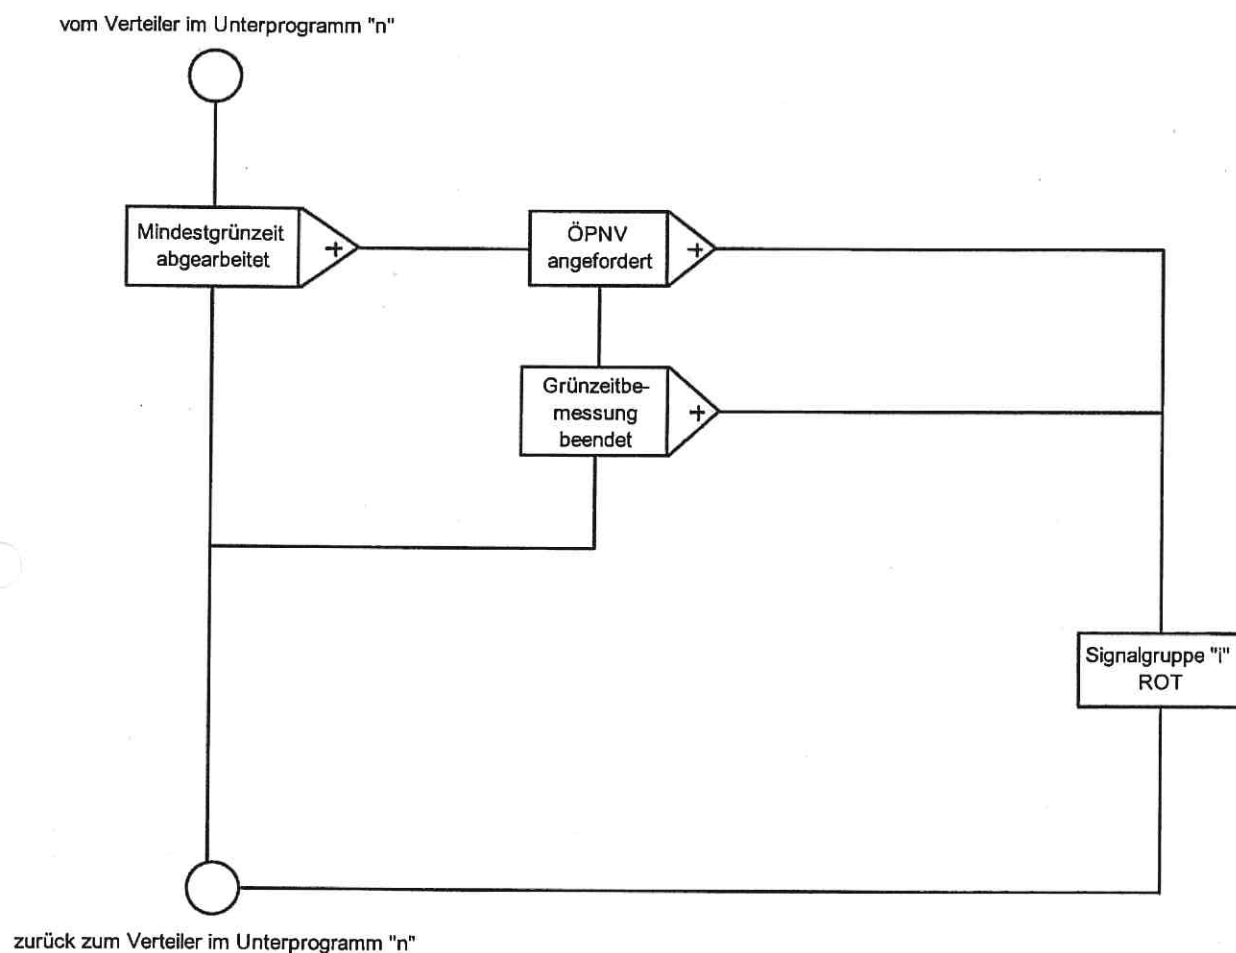 vom Verteiler im Unterprogramm "n"
Mindestgrünzeit
abgearbeitet
+
ÖPNV
angefordert
+
Grünzeitbe-
messung
beendet
+
Signalgruppe "i"
ROT
zurück zum Verteiler im Unterprogramm "n"